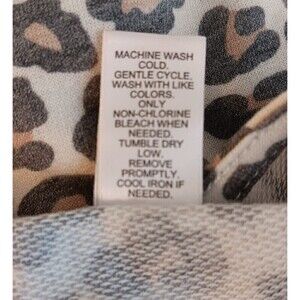 MACHINE WASH
COLD.
GENTLE CYCLE.
WASH WITH LIKE
COLORS.
ONLY
NON-CHLORINE
BLEACH WHEN
NEEDED.
TUMBLE DRY
LOW.
REMOVE
PROMPTLY.
COOL IRON IF
NEEDED.